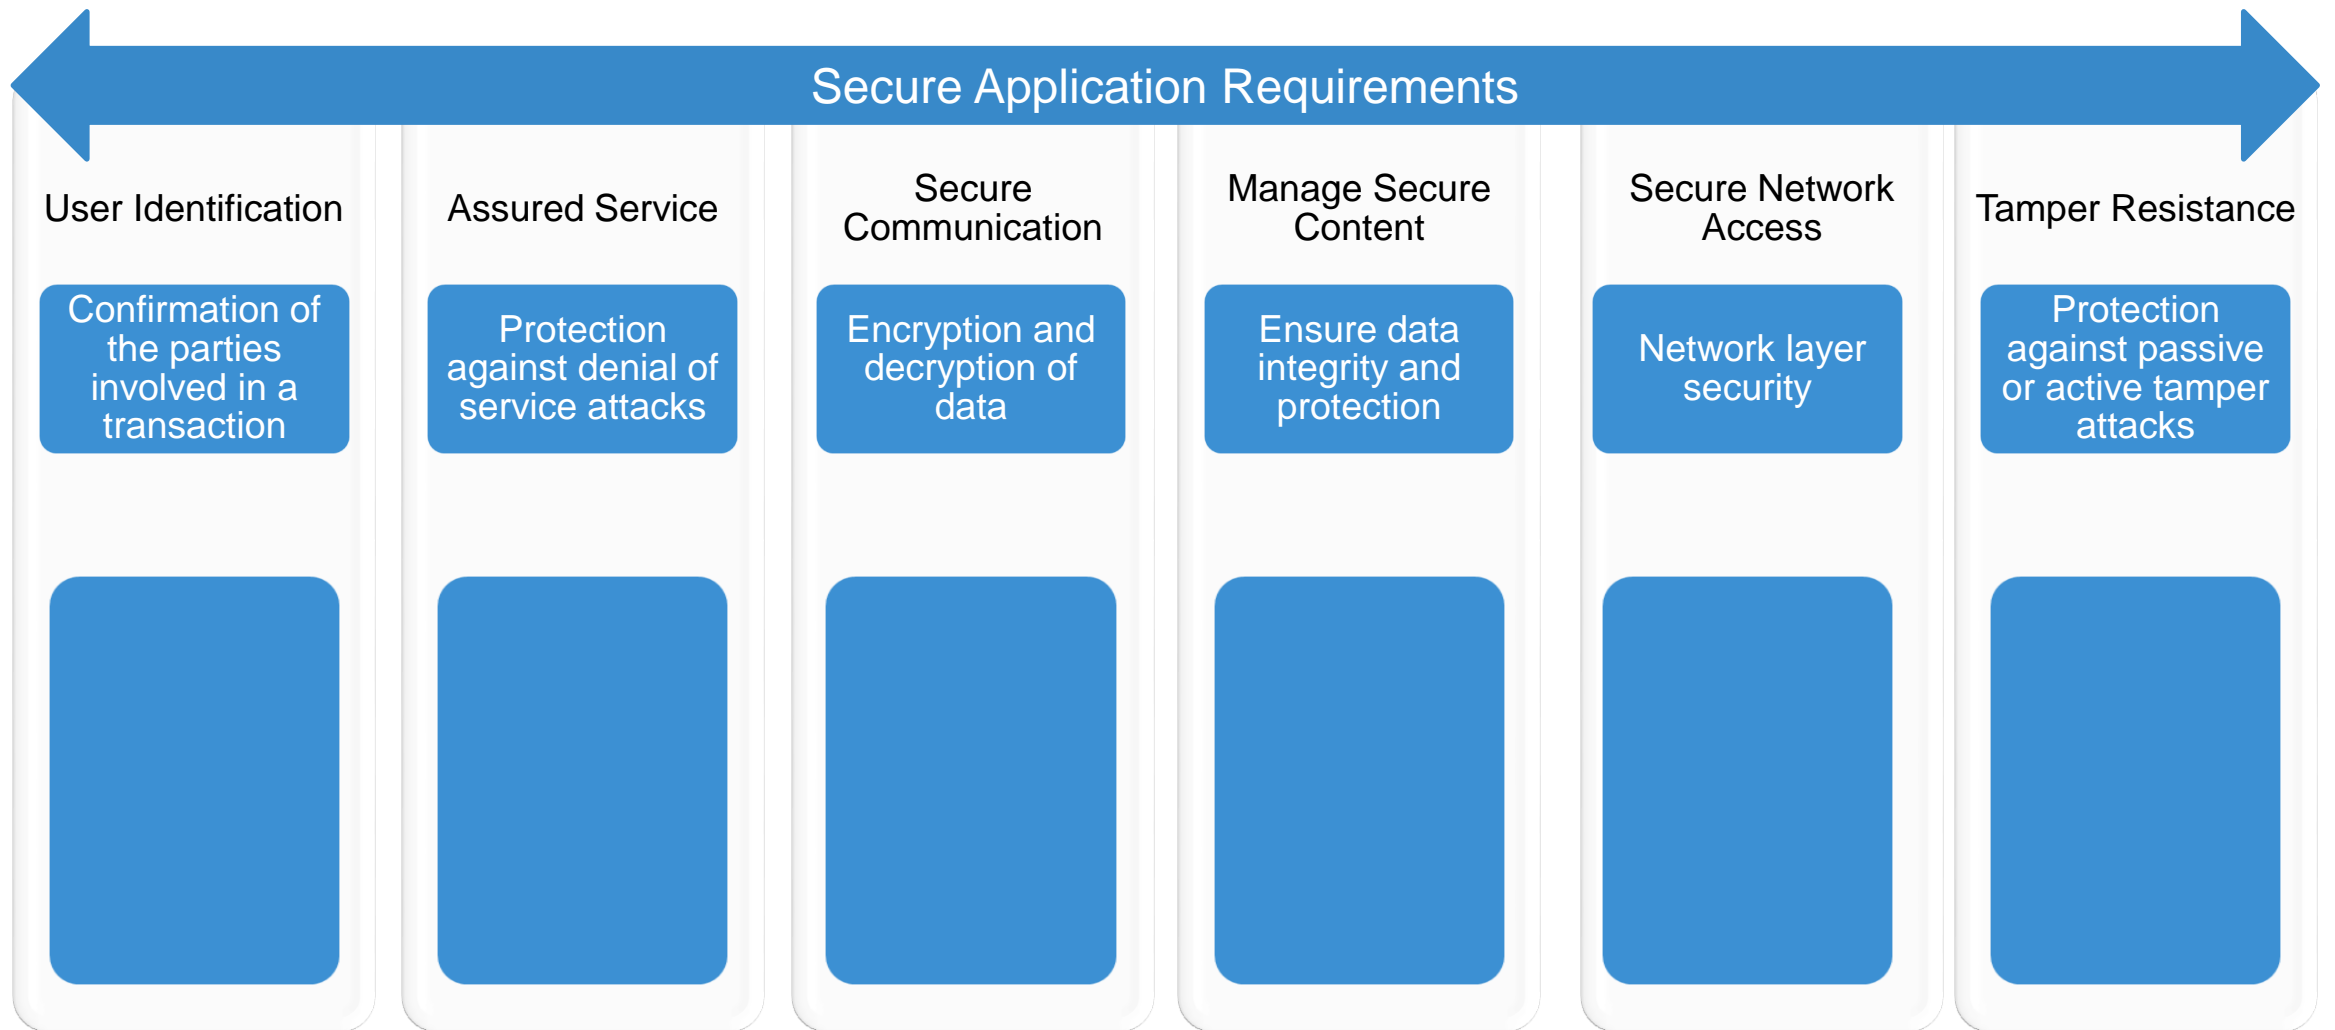 Secure Application Requirements
User Identification
Confirmation of
the parties
involved in a
transaction
Assured Service
Protection
against denial of
service attacks
Secure
Communication
Encryption and
decryption of
data
Manage Secure
Content
Ensure data
integrity and
protection
Secure Network
Access
Network layer
security
Tamper Resistance
Protection
against passive
or active tamper
attacks